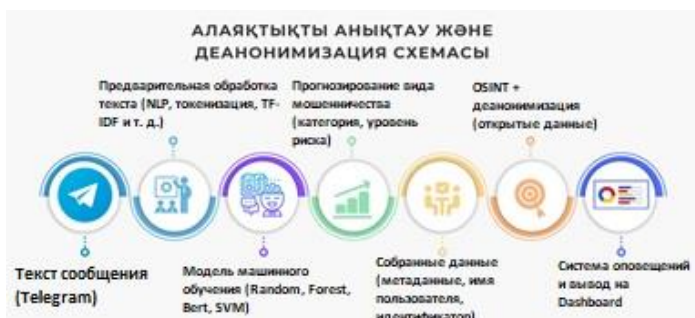 АЛАЯҚТЫҚТЫ АНЫҚТАУ ЖӘНЕ
ДЕАНОНИМИЗАЦИЯ СХЕМАСЫ
Предварительная обработка
текста (NLP, токенизация, TF-
IDF и т. д.)
Прогнозирование вида
мошенничества
(категория, уровень
риска)
OSINT +
деанонимизация
(открытые данные)
Текст сообщения
(Telegram)
Модель машинного
обучения (Random, Forest,
Bert, SVM)
Собранные данные
(метаданные, имя
пользователя,
идентификатор)
Система оповещений
и вывод на
Dashboard